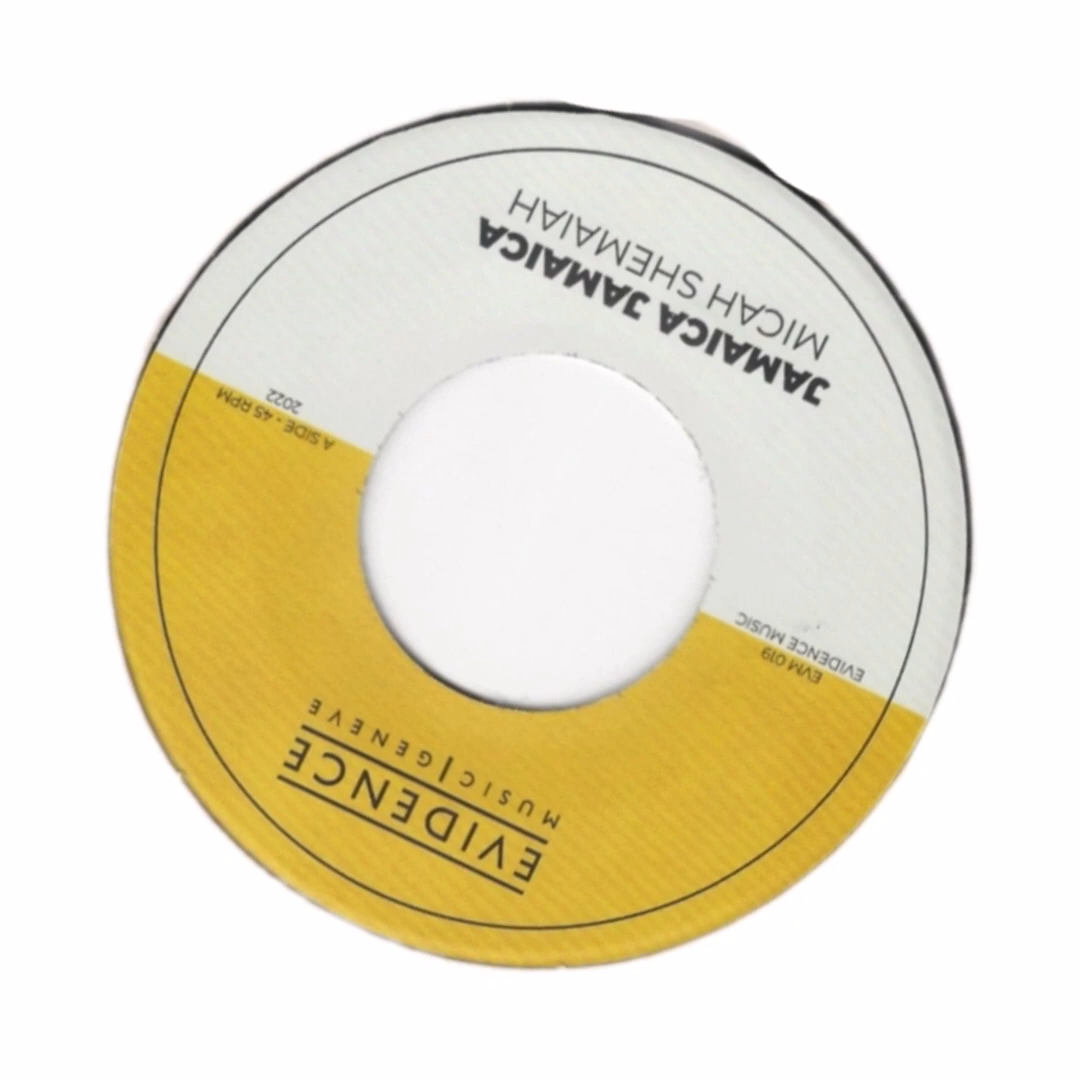 EVIDENCE
MUSIC|GENEVE
EVIDENCE MUSIC
EVM 019
A SIDE - 45 RPM
2022
JAMAICA JAMAICA
MICAH SHEMAIAH